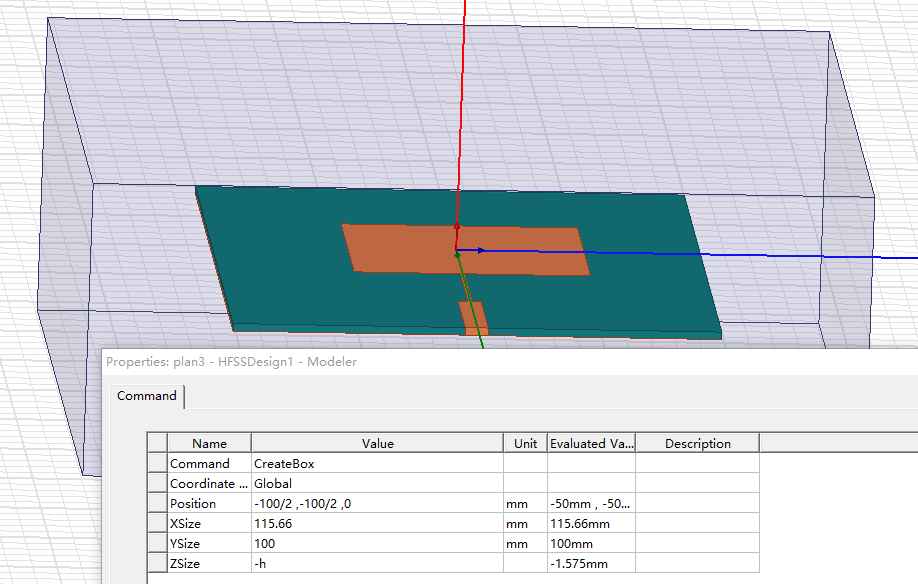 Properties: plan3 - HFSSDesign1 - Modeler
Command
Name Value Unit Evaluated Va... Description
Command CreateBox
Coordinate ... Global
Position -100/2 ,-100/2 ,0 mm -50mm , -50...
XSize 115.66 mm 115.66mm
YSize 100 mm 100mm
ZSize -h -1.575mm